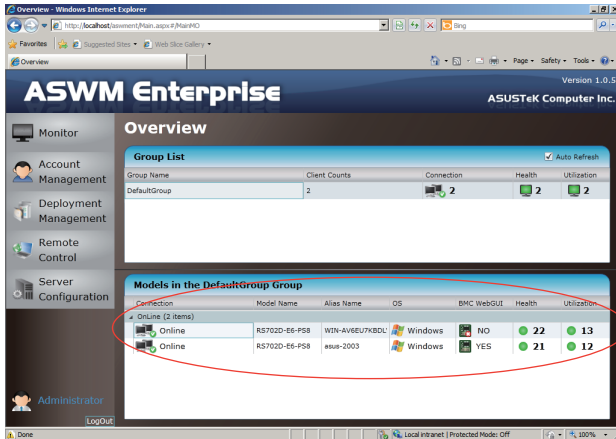 Overview - Windows Internet Explorer
http://localhost/aswment/Main.aspx#/MainMO
Bing
Favorites
Suggested Sites
Web Slice Gallery
Overview
Page
Safety
Tools
ASWM Enterprise
Version 1.0.5
ASUSTeK Computer Inc.
Monitor
Account Management
Deployment Management
Remote Control
Server Configuration
Administrator
LogOut
Overview
Group List
Auto Refresh
Group Name Client Counts Connection Health Utilization
DefaultGroup 2 2 2 2
Models in the DefaultGroup Group
Connection Model Name Alias Name OS BMC WebGUI Health Utilization
OnLine (2 items)
Online RS702D-E6-PS8 WIN-AV6EU7KBDL' Windows NO 22 13
Online RS702D-E6-PS8 asus-2003 Windows YES 21 12
Done
Local intranet | Protected Mode: Off
100%